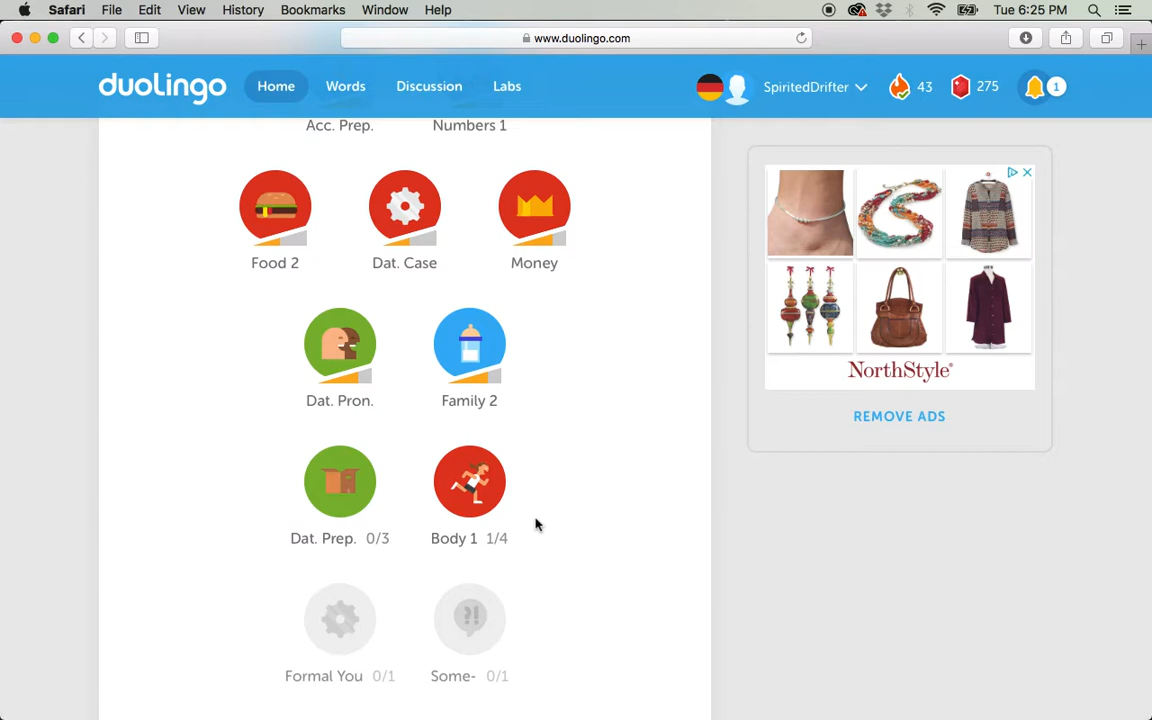 Safari File Edit View History Bookmarks Window Help Tue 6:25 PM
www.duolingo.com
duolingo Home Words Discussion Labs SpiritedDrifter 43 275 1
Acc. Prep. Numbers 1
Food 2 Dat. Case Money
Dat. Pron. Family 2
Dat. Prep. 0/3 Body 1 1/4
?!
Formal You 0/1 Some- 0/1
NORTHSTYLE
REMOVE ADS